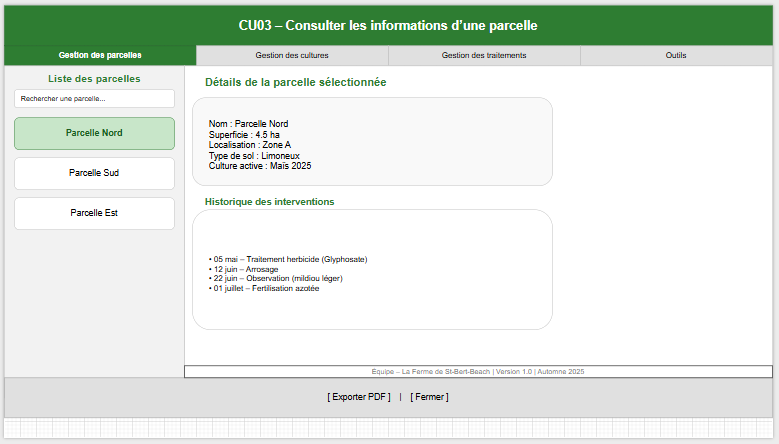 CU03 – Consulter les informations d'une parcelle
Gestion des parcelles
Gestion des cultures
Gestion des traitements
Outils
Liste des parcelles
Rechercher une parcelle...
Parcelle Nord
Parcelle Sud
Parcelle Est
Détails de la parcelle sélectionnée
Nom : Parcelle Nord
Superficie : 4.5 ha
Localisation : Zone A
Type de sol : Limoneux
Culture active : Maïs 2025
Historique des interventions
• 05 mai – Traitement herbicide (Glyphosate)
• 12 juin – Arrosage
• 22 juin – Observation (mildiou léger)
• 01 juillet – Fertilisation azotée
Équipe – La Ferme de St-Bert-Beach | Version 1.0 | Automne 2025
[ Exporter PDF ] | [ Fermer ]